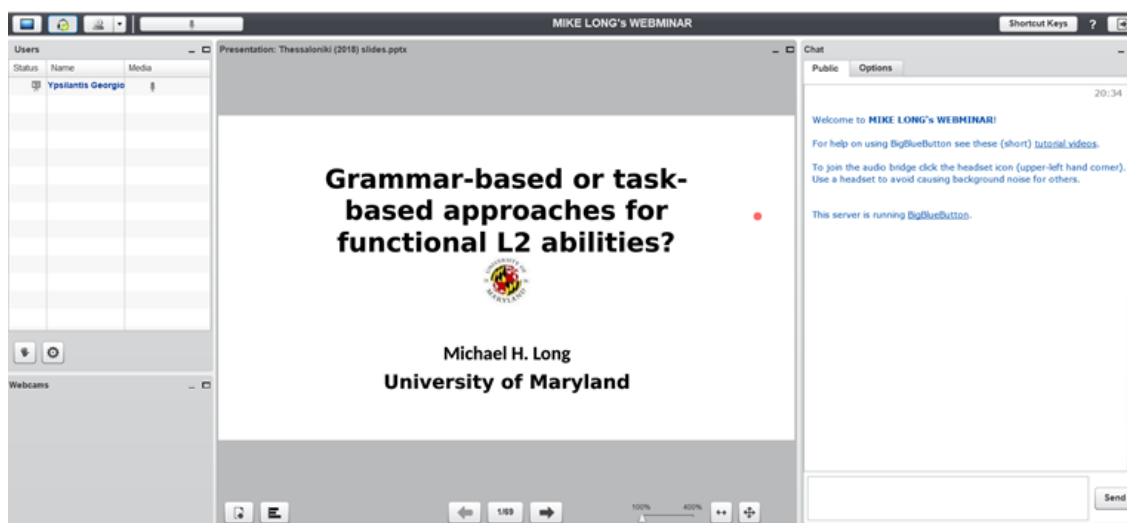 MIKE LONG's WEBMINAR
Shortcut Keys
?
Users
Status Name Media
Ypsilantis Georgio
Webcams
Presentation: Thessaloniki (2018) slides.pptx
Grammar-based or task-
based approaches for
functional L2 abilities?
UNIVERSITY OF
MARYLAND
Michael H. Long
University of Maryland
1/69
100% 400%
Chat
Public Options
20:34
Welcome to MIKE LONG's WEBMINAR!
For help on using BigBlueButton see these (short) tutorial videos.
To join the audio bridge click the headset icon (upper-left hand corner).
Use a headset to avoid causing background noise for others.
This server is running BigBlueButton.
Send